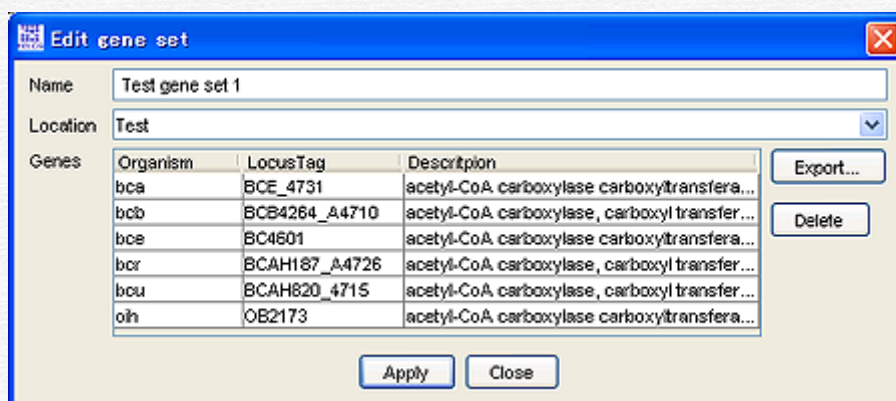 Edit gene set
Name Test gene set 1
Location Test
Genes Organism LocusTag Descritpion Export...
bca BCE_4731 acetyl-CoA carboxylase carboxyltransfera...
bcb BCB4264_A4710 acetyl-CoA carboxylase, carboxyl transfer... Delete
bce BC4601 acetyl-CoA carboxylase carboxyltransfera...
bcr BCAH187_A4726 acetyl-CoA carboxylase, carboxyl transfer...
bcu BCAH820_4715 acetyl-CoA carboxylase, carboxyl transfer...
oih OB2173 acetyl-CoA carboxylase carboxyltransfera...
Apply Close